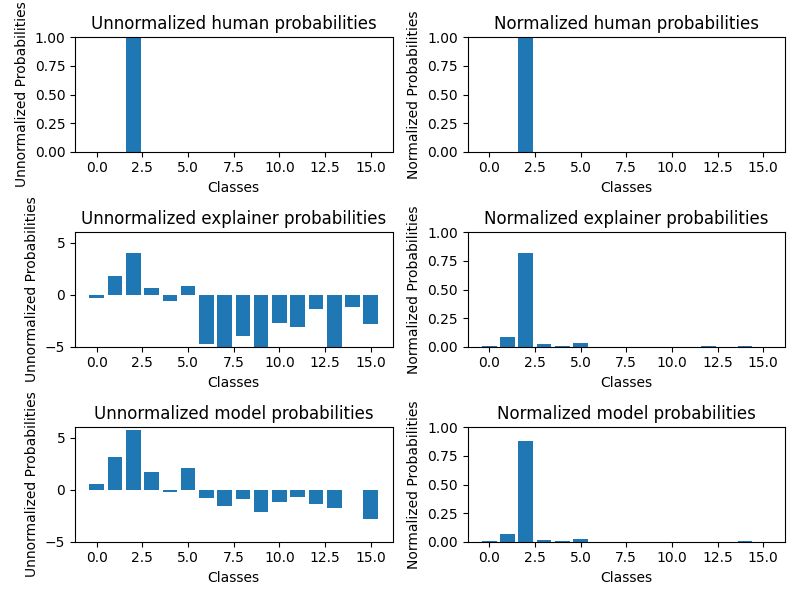 Unnormalized human probabilities
Unnormalized Probabilities
1.00
0.75
0.50
0.25
0.00
0.0 2.5 5.0 7.5 10.0 12.5 15.0
Classes
Normalized human probabilities
Normalized Probabilities
1.00
0.75
0.50
0.25
0.00
0.0 2.5 5.0 7.5 10.0 12.5 15.0
Classes
Unnormalized explainer probabilities
Unnormalized Probabilities
5
0
−5
0.0 2.5 5.0 7.5 10.0 12.5 15.0
Classes
Normalized explainer probabilities
Normalized Probabilities
1.00
0.75
0.50
0.25
0.00
0.0 2.5 5.0 7.5 10.0 12.5 15.0
Classes
Unnormalized model probabilities
Unnormalized Probabilities
5
0
−5
0.0 2.5 5.0 7.5 10.0 12.5 15.0
Classes
Normalized model probabilities
Normalized Probabilities
1.00
0.75
0.50
0.25
0.00
0.0 2.5 5.0 7.5 10.0 12.5 15.0
Classes